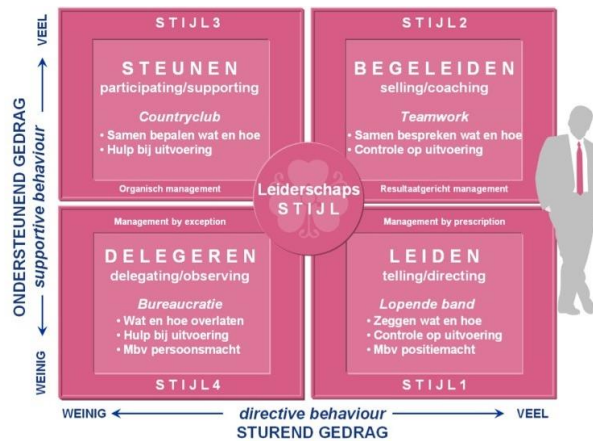 STIJL3
STEUNEN
participating/supporting
Countryclub
• Samen bepalen wat en hoe
• Hulp bij uitvoering
Organisch management
STIJL2
BEGELEIDEN
selling/coaching
Teamwork
• Samen bespreken wat en hoe
• Controle op uitvoering
Resultaatgericht management
Leiderschaps
STIJL
Management by exception
DELEGEREN
delegating/observing
Bureaucratie
• Wat en hoe overlaten
• Hulp bij uitvoering
• Mbv persoonsmacht
STIJL4
Management by prescription
LEIDEN
telling/directing
Lopende band
• Zeggen wat en hoe
• Controle op uitvoering
• Mbv positiemacht
STIJL1
VEEL
ONDERSTEUNEND GEDRAG
supportive behaviour
WEINIG
WEINIG
directive behaviour
VEEL
STUREND GEDRAG